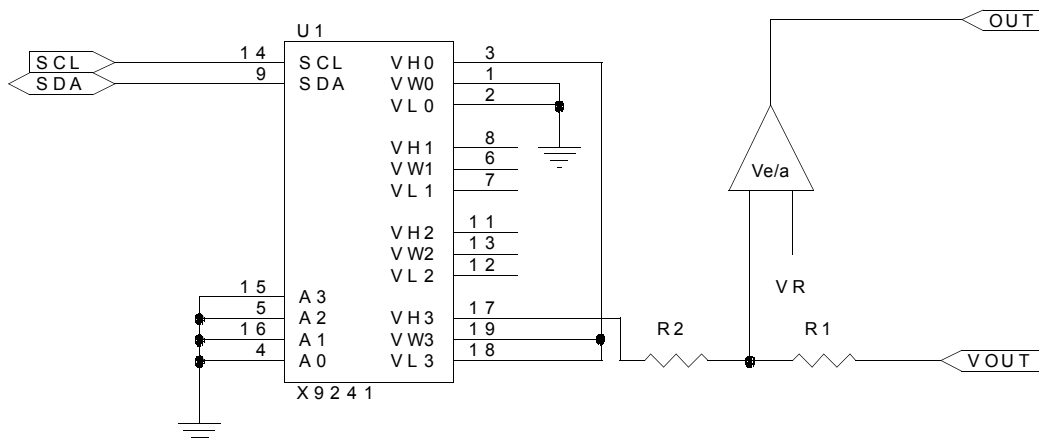 OUT
U1
SCL 14 SCL VH0 3
SDA 9 SDA VW0 1
VL0 2
VH1 8
VW1 6
VL1 7
Ve/a
VH2 11
VW2 13
VL2 12
15 A3
VR
5 A2 VH3 17
16 A1 VW3 19 R2 R1
4 A0 VL3 18 VOUT
X9241